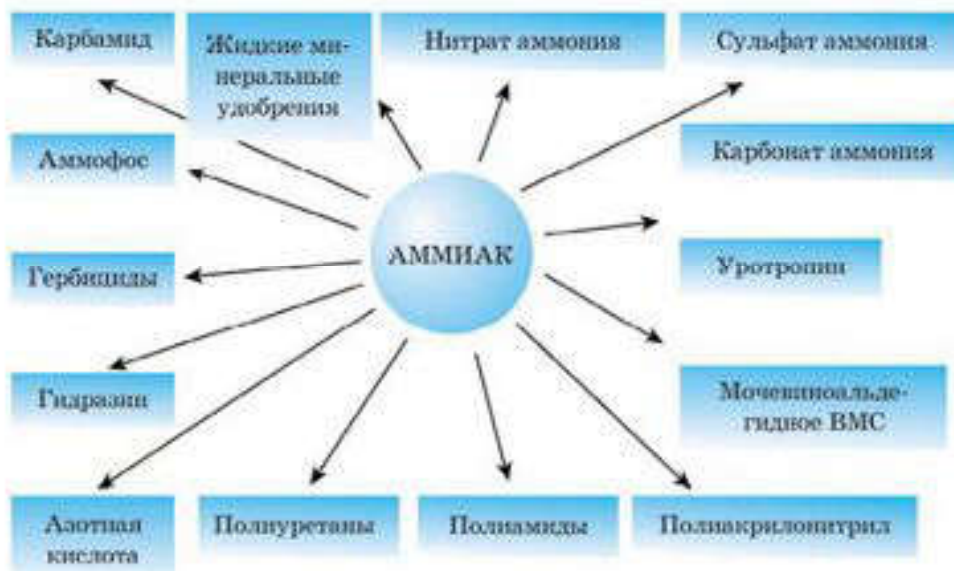 Карбамид
Жидкие ми-
неральные
удобрения
Нитрат аммония
Сульфат аммония
Аммофос
Карбонат аммония
АММИАК
Гербициды
Уротропин
Гидразин
Мочевиноальде-
гидное ВМС
Азотная
кислота
Полиуретаны
Полиамиды
Полиакрилонитрил